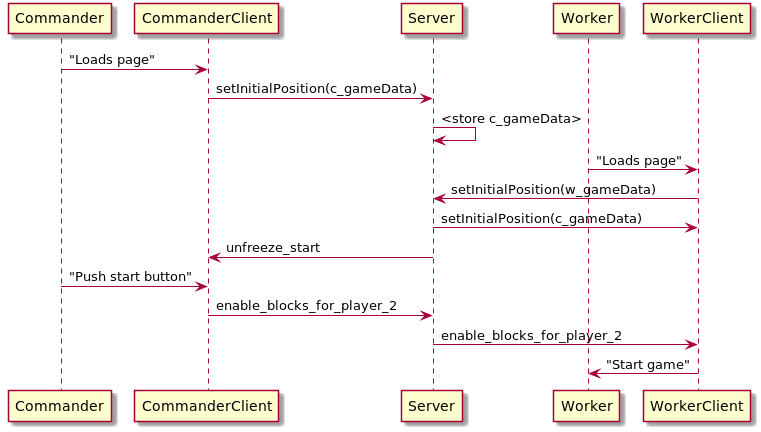 Commander CommanderClient Server Worker WorkerClient
"Loads page"
setInitialPosition(c_gameData)
<store c_gameData>
"Loads page"
setInitialPosition(w_gameData)
setInitialPosition(c_gameData)
unfreeze_start
"Push start button"
enable_blocks_for_player_2
enable_blocks_for_player_2
"Start game"
Commander CommanderClient Server Worker WorkerClient